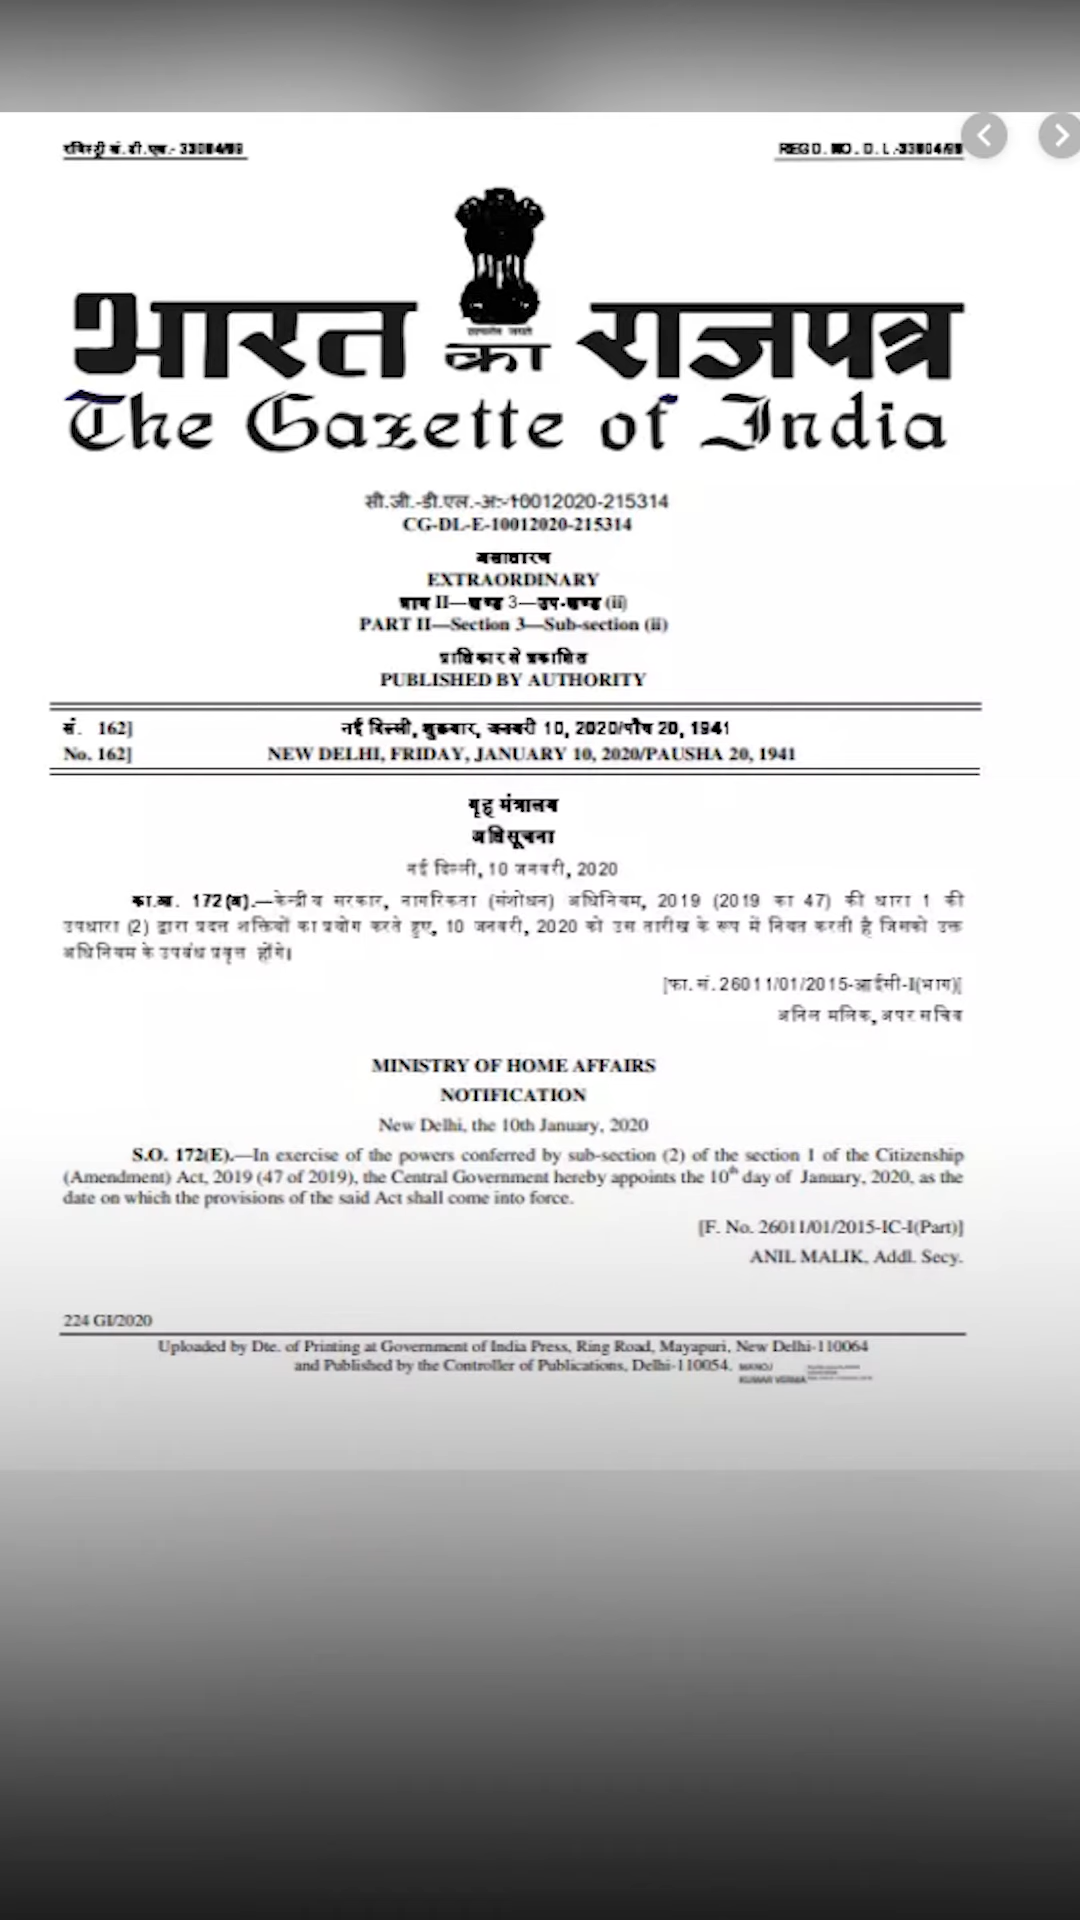 रजिस्ट्री सं. डी.एल.- 33004/99
REGD. NO. D. L.-33004/99
भारत का राजपत्र
The Gazette of India
सी.जी.-डी.एल.-अ.-10012020-215314
CG-DL-E-10012020-215314
असाधारण
EXTRAORDINARY
भाग II—खण्ड 3—उप-खण्ड (ii)
PART II—Section 3—Sub-section (ii)
प्राधिकार से प्रकाशित
PUBLISHED BY AUTHORITY
सं. 162] नई दिल्ली, शुक्रवार, जनवरी 10, 2020/पौष 20, 1941
No. 162] NEW DELHI, FRIDAY, JANUARY 10, 2020/PAUSHA 20, 1941
गृह मंत्रालय
अधिसूचना
नई दिल्ली, 10 जनवरी, 2020
का.आ. 172(अ).—केन्द्रीय सरकार, नागरिकता (संशोधन) अधिनियम, 2019 (2019 का 47) की धारा 1 की
उपधारा (2) द्वारा प्रदत्त शक्तियों का प्रयोग करते हुए, 10 जनवरी, 2020 को उस तारीख के रूप में नियत करती है जिसको उक्त
अधिनियम के उपबंध प्रवृत्त होंगे।
[फा. सं. 26011/01/2015-आईसी-I(भाग)]
अनिल मलिक, अपर सचिव
MINISTRY OF HOME AFFAIRS
NOTIFICATION
New Delhi, the 10th January, 2020
S.O. 172(E).—In exercise of the powers conferred by sub-section (2) of the section 1 of the Citizenship
(Amendment) Act, 2019 (47 of 2019), the Central Government hereby appoints the 10th day of January, 2020, as the
date on which the provisions of the said Act shall come into force.
[F. No. 26011/01/2015-IC-I(Part)]
ANIL MALIK, Addl. Secy.
224 GI/2020
Uploaded by Dte. of Printing at Government of India Press, Ring Road, Mayapuri, New Delhi-110064
and Published by the Controller of Publications, Delhi-110054.
MANOJ
KUMAR VERMA